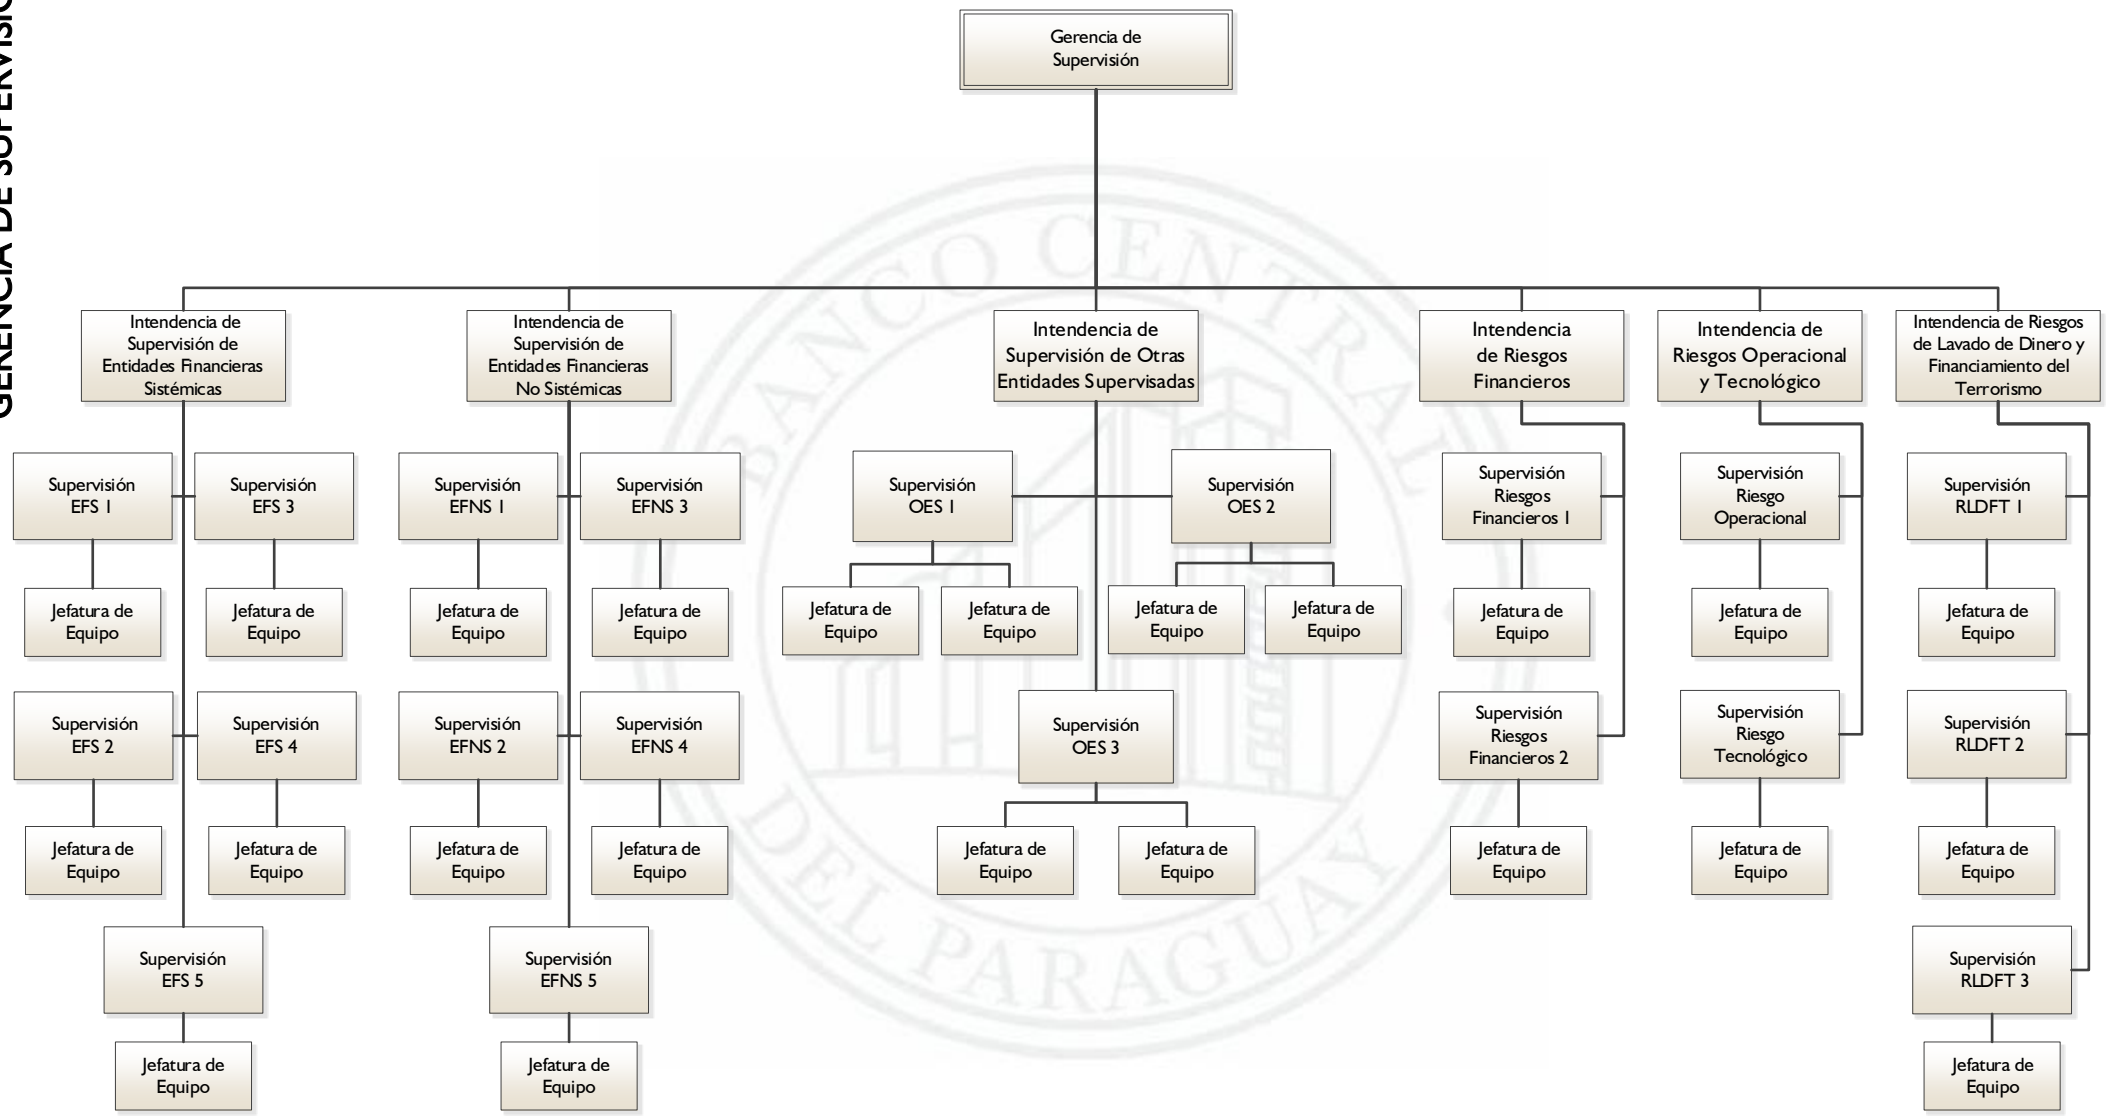 GERENCIA DE
Gerencia de
Supervisión
BANCO CENTRAL
DEL PARAGUAY
Intendencia de
Supervisión de
Entidades Financieras
Sistémicas
Intendencia de
Supervisión de
Entidades Financieras
No Sistémicas
Intendencia de
Supervisión de Otras
Entidades Supervisadas
Intendencia
de Riesgos
Financieros
Intendencia de
Riesgos Operacional
y Tecnológico
Intendencia de Riesgos
de Lavado de Dinero y
Financiamiento del
Terrorismo
Supervisión
EFS 1
Supervisión
EFS 3
Supervisión
EFNS 1
Supervisión
EFNS 3
Supervisión
OES 1
Supervisión
OES 2
Supervisión
Riesgos
Financieros 1
Supervisión
Riesgo
Operacional
Supervisión
RLDFT 1
Jefatura de
Equipo
Jefatura de
Equipo
Jefatura de
Equipo
Jefatura de
Equipo
Jefatura de
Equipo
Jefatura de
Equipo
Jefatura de
Equipo
Jefatura de
Equipo
Jefatura de
Equipo
Jefatura de
Equipo
Jefatura de
Equipo
Supervisión
EFS 2
Supervisión
EFS 4
Supervisión
EFNS 2
Supervisión
EFNS 4
Supervisión
OES 3
Supervisión
Riesgos
Financieros 2
Supervisión
Riesgo
Tecnológico
Supervisión
RLDFT 2
Jefatura de
Equipo
Jefatura de
Equipo
Jefatura de
Equipo
Jefatura de
Equipo
Jefatura de
Equipo
Jefatura de
Equipo
Jefatura de
Equipo
Jefatura de
Equipo
Jefatura de
Equipo
Supervisión
EFS 5
Supervisión
EFNS 5
Supervisión
RLDFT 3
Jefatura de
Equipo
Jefatura de
Equipo
Jefatura de
Equipo